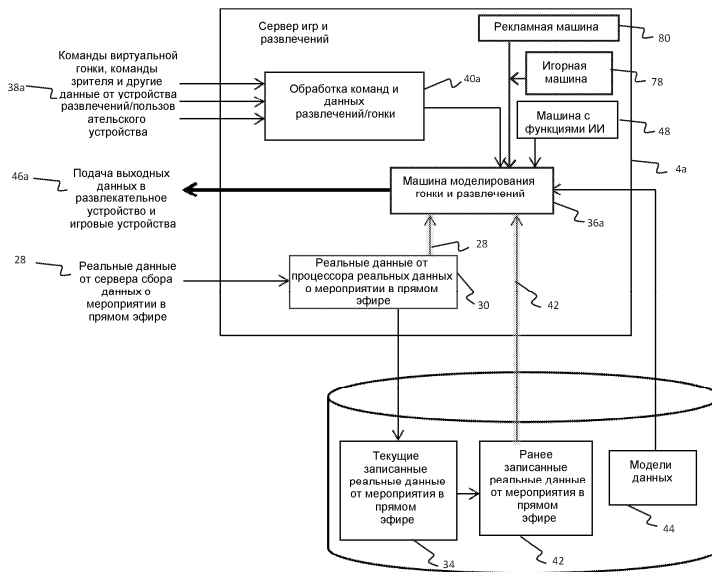 Сервер игр и
развлечений
Рекламная машина
80
Игорная
машина
78
Машина с
функциями ИИ
48
4a
Команды виртуальной
гонки, команды
зрителя и другие
данные от устройства
развлечений/пользов
ательского
устройства
38a
Обработка команд и
данных
развлечений/гонки
40a
46a
Подача выходных
данных в
развлекательное
устройство и
игровые устройства
Машина моделирования
гонки и развлечений
36a
28
28
Реальные данные
от сервера сбора
данных о
мероприятии в
прямом эфире
Реальные данные от
процессора реальных данных
о мероприятии в прямом
эфире
30
42
Текущие
записанные
реальные данные
от мероприятия в
прямом
эфире
34
Ранее
записанные
реальные данные
от мероприятия в
прямом
эфире
42
Модели
данных
44